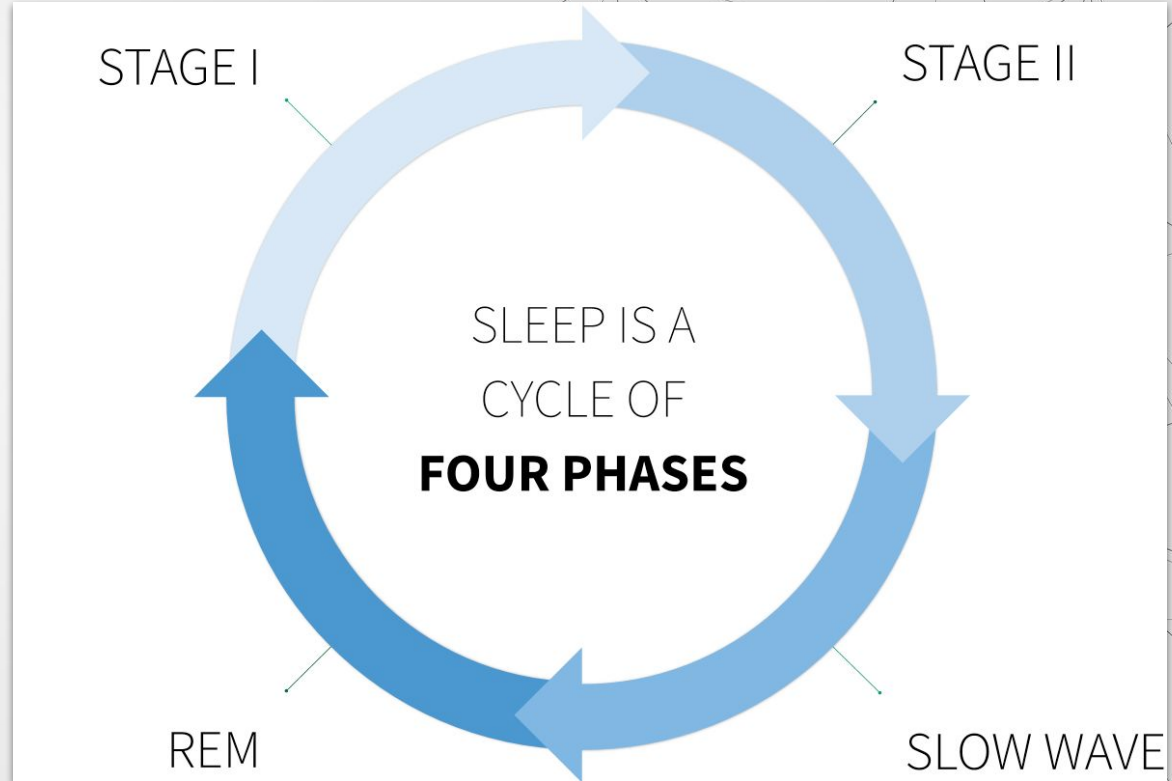 STAGE I
STAGE II
SLEEP IS A
CYCLE OF
FOUR PHASES
REM
SLOW WAVE